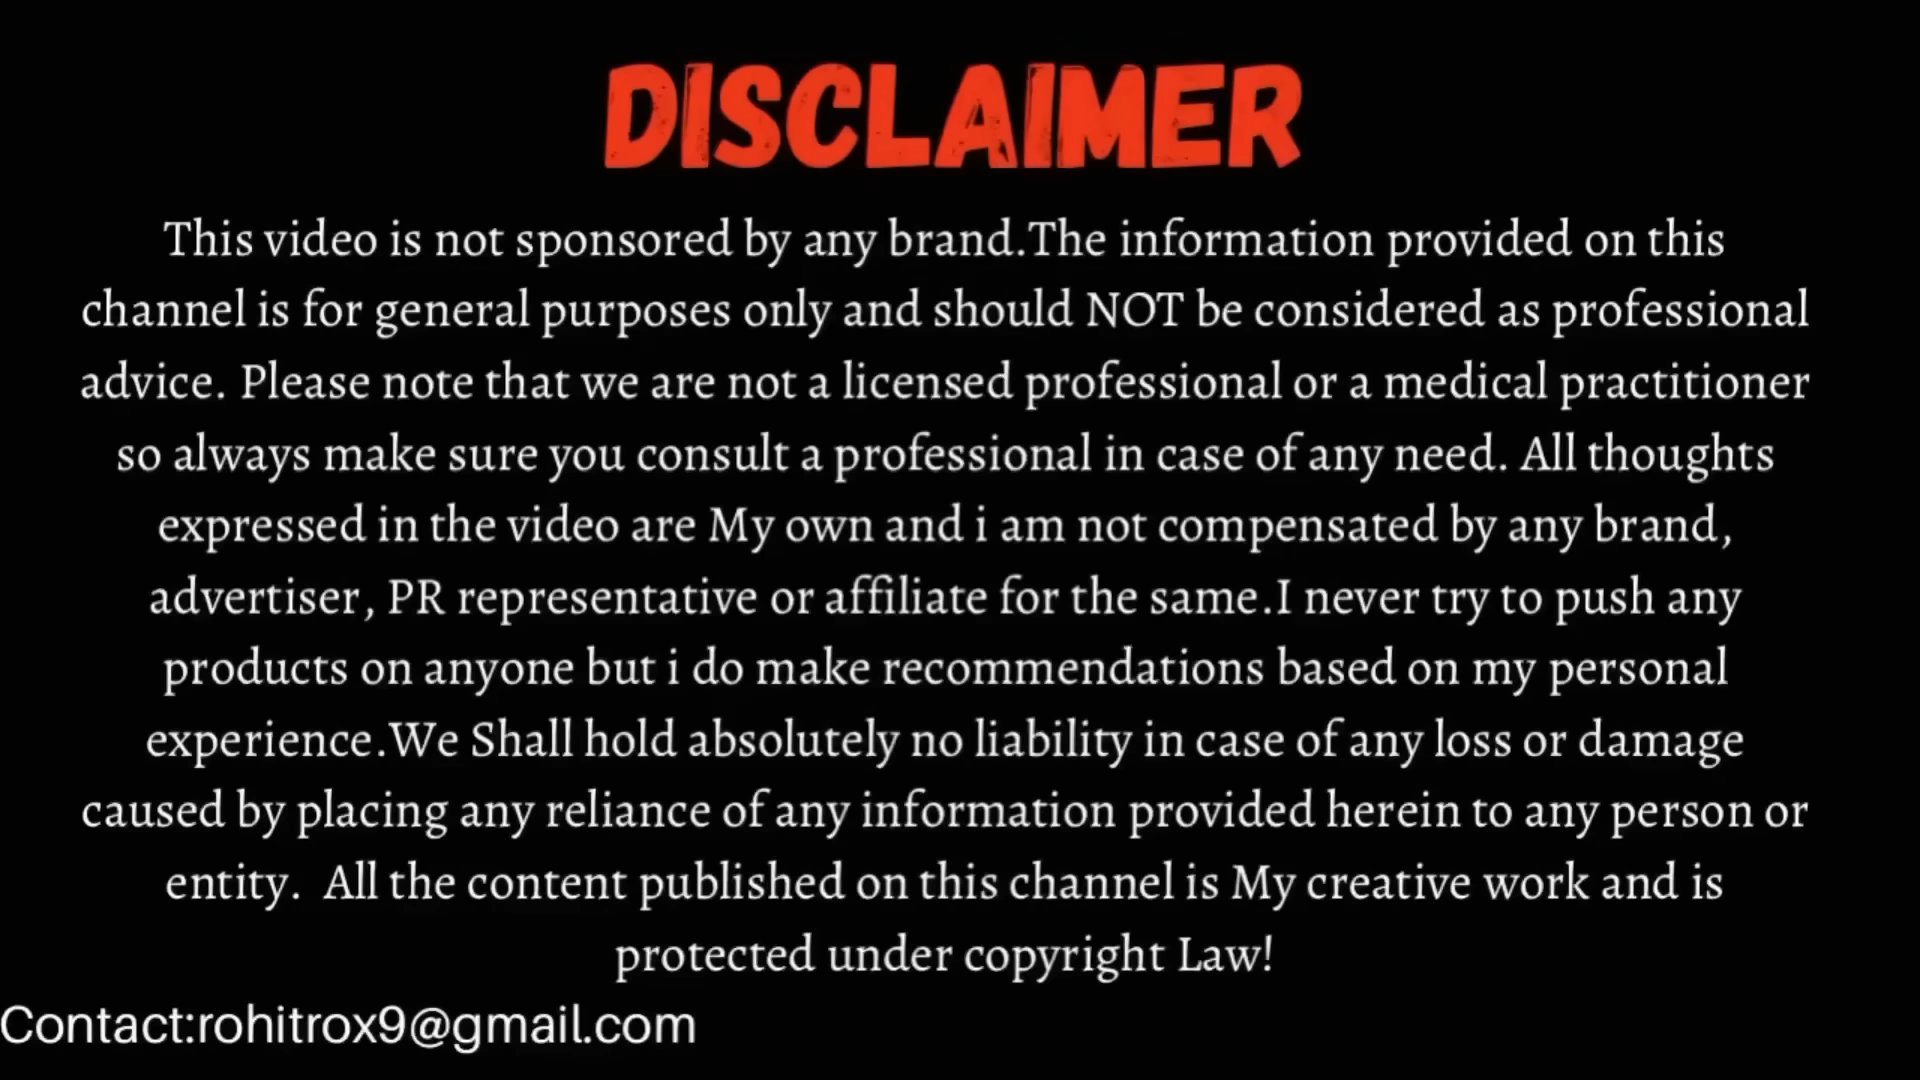 DISCLAIMER
This video is not sponsored by any brand.The information provided on this
channel is for general purposes only and should NOT be considered as professional
advice. Please note that we are not a licensed professional or a medical practitioner
so always make sure you consult a professional in case of any need. All thoughts
expressed in the video are My own and i am not compensated by any brand,
advertiser, PR representative or affiliate for the same.I never try to push any
products on anyone but i do make recommendations based on my personal
experience.We Shall hold absolutely no liability in case of any loss or damage
caused by placing any reliance of any information provided herein to any person or
entity.  All the content published on this channel is My creative work and is
protected under copyright Law!
Contact:rohitrox9@gmail.com